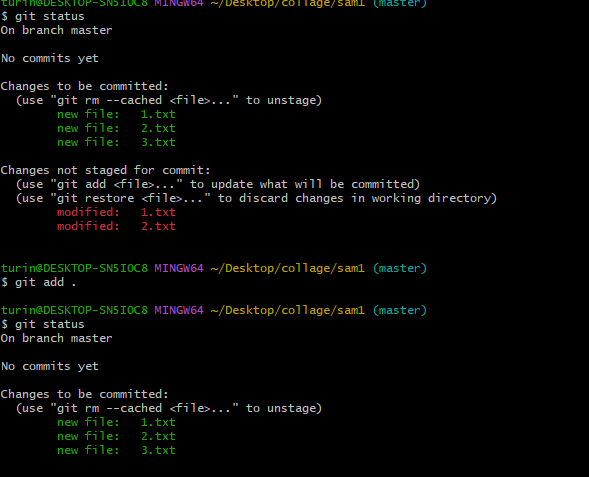 turin@DESKTOP-SN5IOC8 MINGW64 ~/Desktop/collage/sam1 (master)
$ git status
On branch master
No commits yet
Changes to be committed:
  (use "git rm --cached <file>..." to unstage)
        new file:   1.txt
        new file:   2.txt
        new file:   3.txt
Changes not staged for commit:
  (use "git add <file>..." to update what will be committed)
  (use "git restore <file>..." to discard changes in working directory)
        modified:   1.txt
        modified:   2.txt
turin@DESKTOP-SN5IOC8 MINGW64 ~/Desktop/collage/sam1 (master)
$ git add .
turin@DESKTOP-SN5IOC8 MINGW64 ~/Desktop/collage/sam1 (master)
$ git status
On branch master
No commits yet
Changes to be committed:
  (use "git rm --cached <file>..." to unstage)
        new file:   1.txt
        new file:   2.txt
        new file:   3.txt